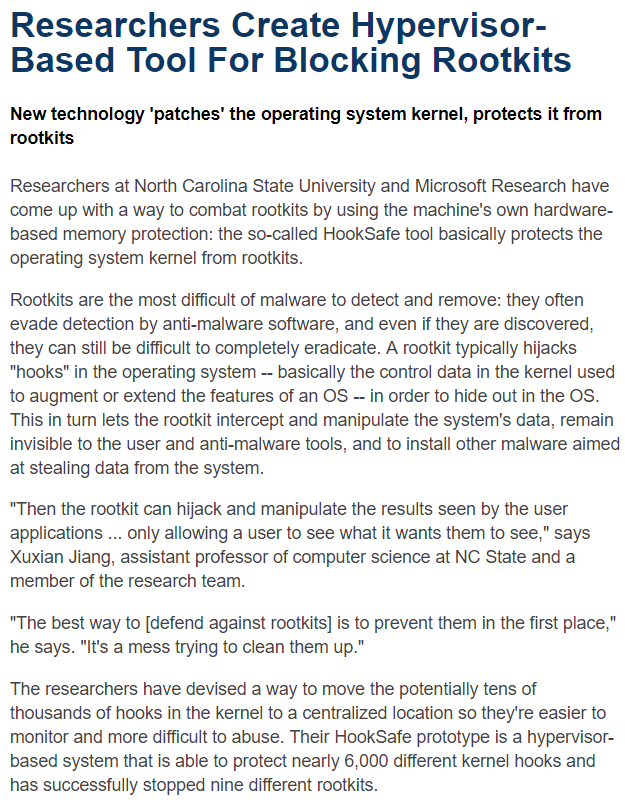 Researchers Create Hypervisor-
Based Tool For Blocking Rootkits
New technology 'patches' the operating system kernel, protects it from
rootkits
Researchers at North Carolina State University and Microsoft Research have
come up with a way to combat rootkits by using the machine's own hardware-
based memory protection: the so-called HookSafe tool basically protects the
operating system kernel from rootkits.
Rootkits are the most difficult of malware to detect and remove: they often
evade detection by anti-malware software, and even if they are discovered,
they can still be difficult to completely eradicate. A rootkit typically hijacks
"hooks" in the operating system -- basically the control data in the kernel used
to augment or extend the features of an OS -- in order to hide out in the OS.
This in turn lets the rootkit intercept and manipulate the system's data, remain
invisible to the user and anti-malware tools, and to install other malware aimed
at stealing data from the system.
"Then the rootkit can hijack and manipulate the results seen by the user
applications ... only allowing a user to see what it wants them to see," says
Xuxian Jiang, assistant professor of computer science at NC State and a
member of the research team.
"The best way to [defend against rootkits] is to prevent them in the first place,"
he says. "It's a mess trying to clean them up."
The researchers have devised a way to move the potentially tens of
thousands of hooks in the kernel to a centralized location so they're easier to
monitor and more difficult to abuse. Their HookSafe prototype is a hypervisor-
based system that is able to protect nearly 6,000 different kernel hooks and
has successfully stopped nine different rootkits.